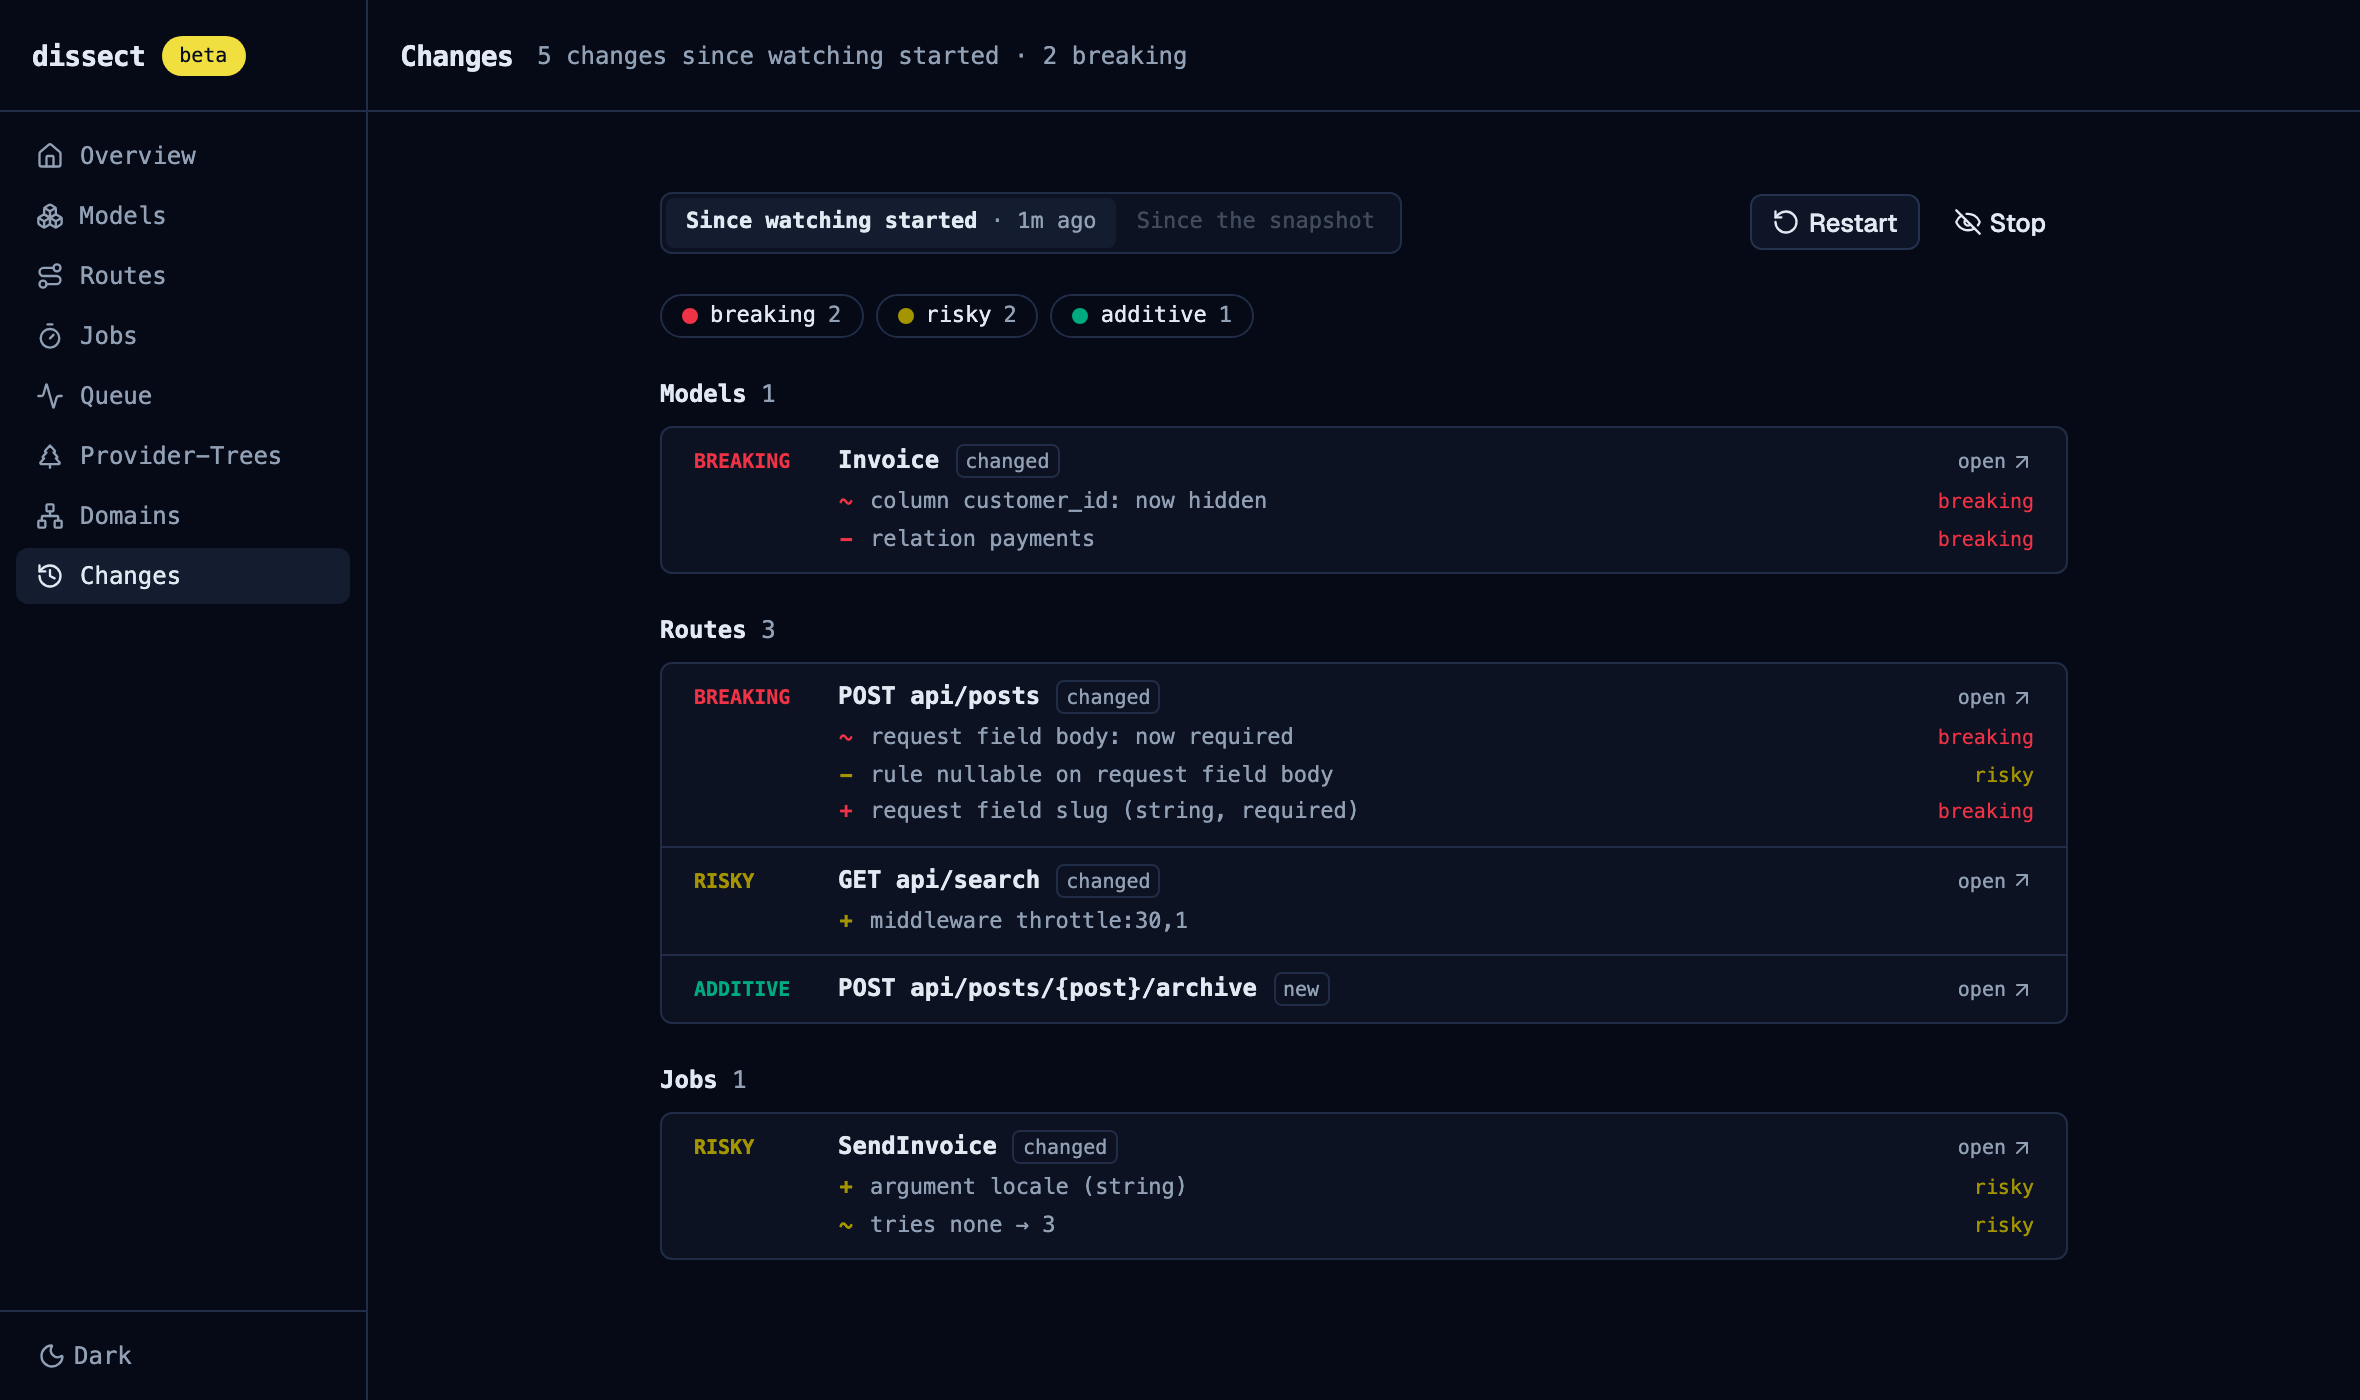 dissect beta
Changes 5 changes since watching started · 2 breaking
Overview
Models
Routes
Jobs
Queue
Provider-Trees
Domains
Changes
Dark
Since watching started · 1m ago Since the snapshot
Restart Stop
breaking 2 risky 2 additive 1
Models 1
BREAKING Invoice changed open ↗
~ column customer_id: now hidden breaking
− relation payments breaking
Routes 3
BREAKING POST api/posts changed open ↗
~ request field body: now required breaking
− rule nullable on request field body risky
+ request field slug (string, required) breaking
RISKY GET api/search changed open ↗
+ middleware throttle:30,1
ADDITIVE POST api/posts/{post}/archive new open ↗
Jobs 1
RISKY SendInvoice changed open ↗
+ argument locale (string) risky
~ tries none → 3 risky